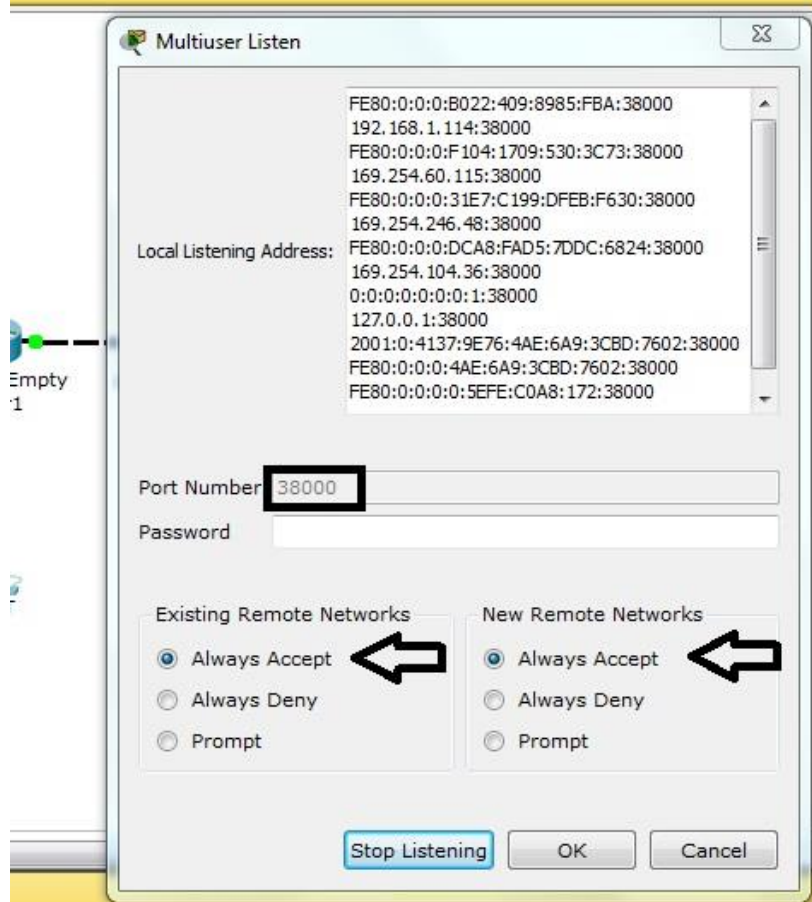 Multiuser Listen
FE80:0:0:0:B022:409:8985:FBA:38000
192.168.1.114:38000
FE80:0:0:0:F104:1709:530:3C73:38000
169.254.60.115:38000
FE80:0:0:0:31E7:C199:DFEB:F630:38000
169.254.246.48:38000
Local Listening Address:
FE80:0:0:0:DCA8:FAD5:7DDC:6824:38000
169.254.104.36:38000
0:0:0:0:0:0:0:1:38000
127.0.0.1:38000
2001:0:4137:9E76:4AE:6A9:3CBD:7602:38000
FE80:0:0:0:4AE:6A9:3CBD:7602:38000
FE80:0:0:0:0:5EFE:C0A8:172:38000
Empty
1
Port Number 38000
Password
Existing Remote Networks
Always Accept
Always Deny
Prompt
New Remote Networks
Always Accept
Always Deny
Prompt
Stop Listening
OK
Cancel